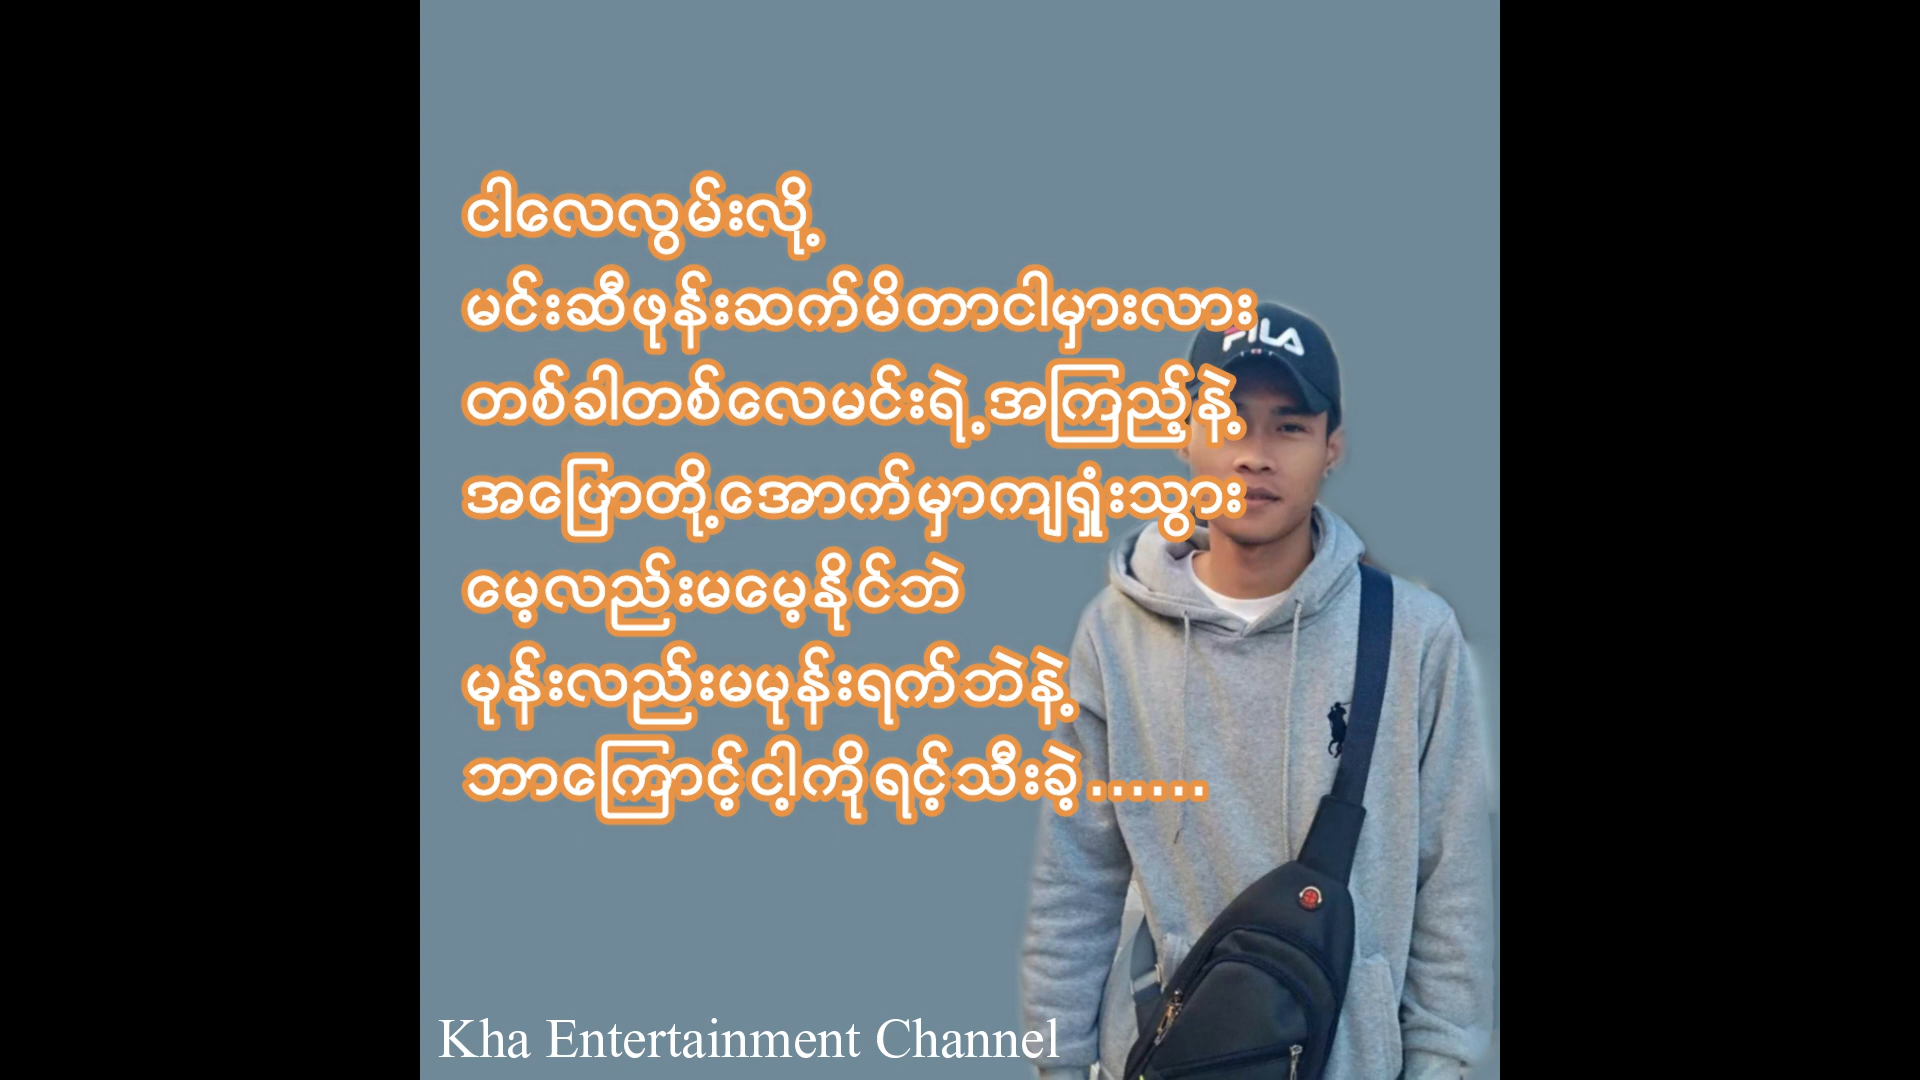 ငါလေလွမ်းလို့
မင်းဆီဖုန်းဆက်မိတာငါမှားလား
တစ်ခါတစ်လေမင်းရဲ့အကြည့်နဲ့
အပြောတို့အောက်မှာကျရှုံးသွား
မေ့လည်းမမေ့နိုင်ဘဲ
မုန်းလည်းမမုန်းရက်ဘဲနဲ့
ဘာကြောင့်ငါ့ကိုရင့်သီးခဲ့......
FILA
Kha Entertainment Channel